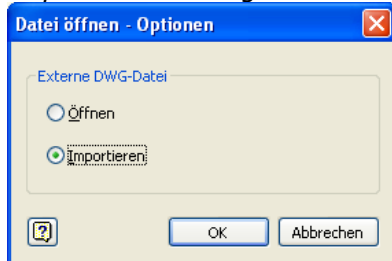 Datei öffnen - Optionen
Externe DWG-Datei
Öffnen
Importieren
?
OK
Abbrechen